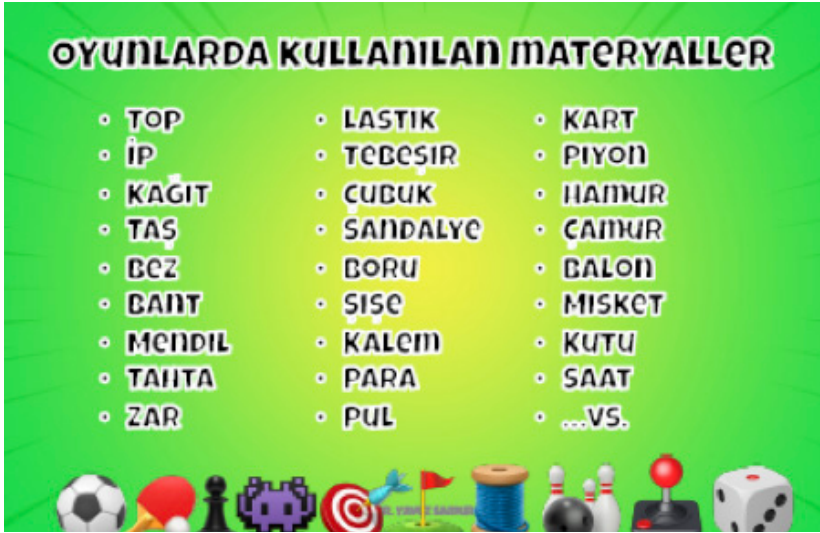 OYUNLARDA KULLANILAN MATERYALLER
• TOP
• İP
• KAĞIT
• TAŞ
• BEZ
• BANT
• MENDIL
• TAHTA
• ZAR
• LASTIK
• TEBEŞIR
• ÇUBUK
• SANDALYE
• BORU
• ŞIŞE
• KALEM
• PARA
• PUL
• KART
• PIYON
• HAMUR
• ÇAMUR
• BALON
• MISKET
• KUTU
• SAAT
• ...VS.